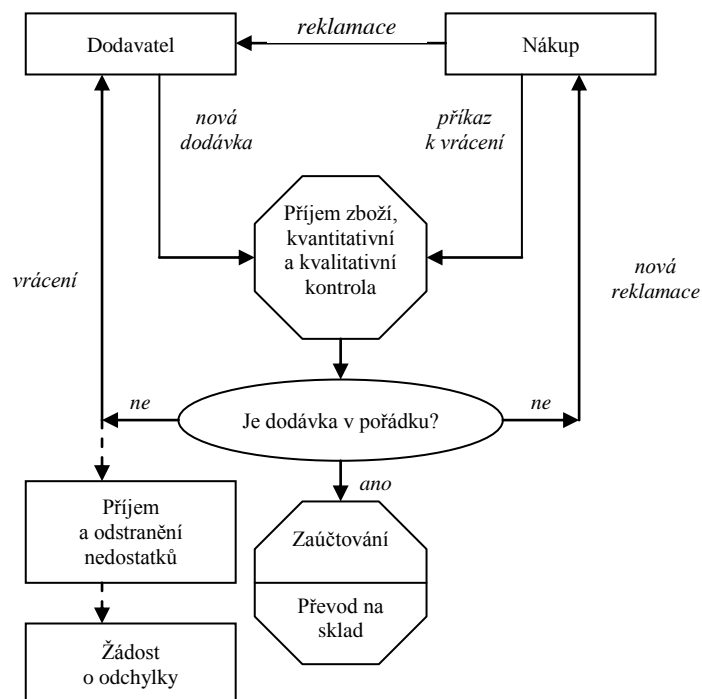 reklamace
Dodavatel
Nákup
nová
dodávka
příkaz
k vrácení
Příjem zboží,
kvantitativní
a kvalitativní
kontrola
vrácení
nová
reklamace
ne
Je dodávka v pořádku?
ne
ano
Příjem
a odstranění
nedostatků
Zaúčtování
Převod na
sklad
Žádost
o odchylky